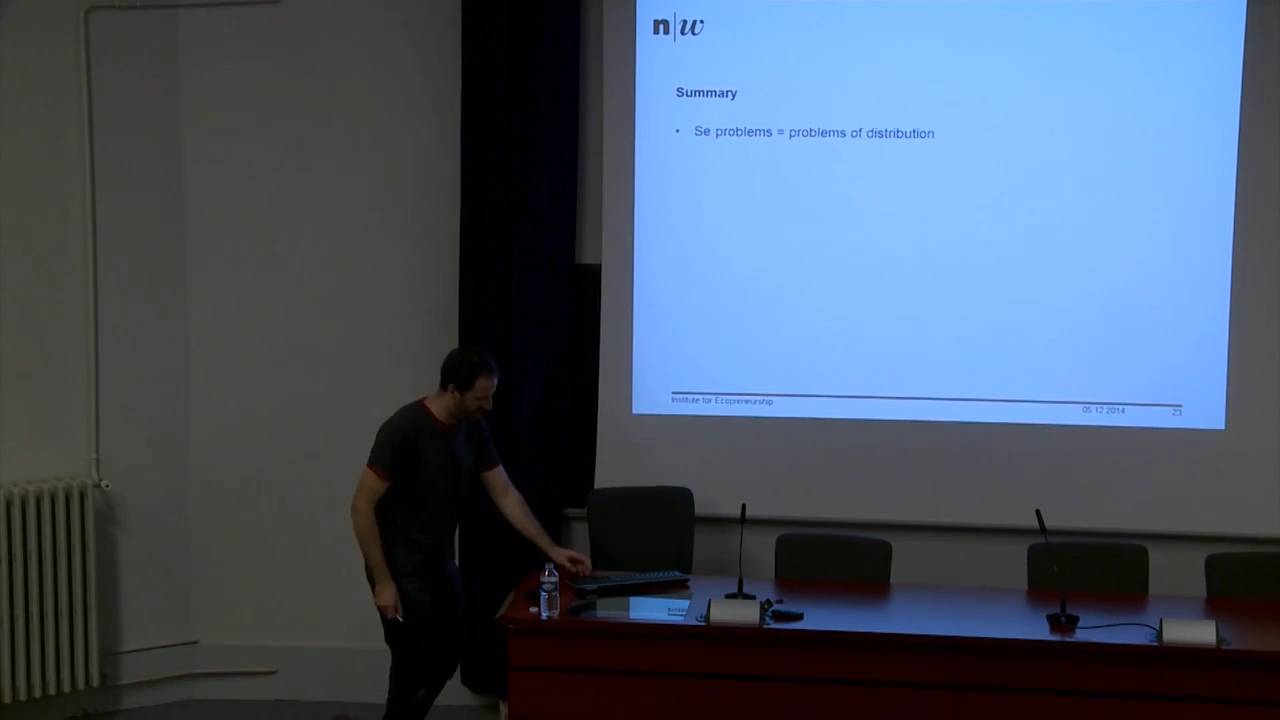 n|w
Summary
• Se problems = problems of distribution
Institute for Ecopreneurship
05.12.2014
23